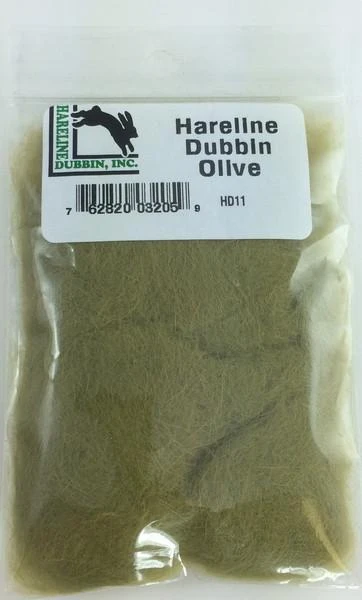 HARELINE
DUBBIN, INC.
Hareline
Dubbin
Olive
7 62820 03205 9
HD11